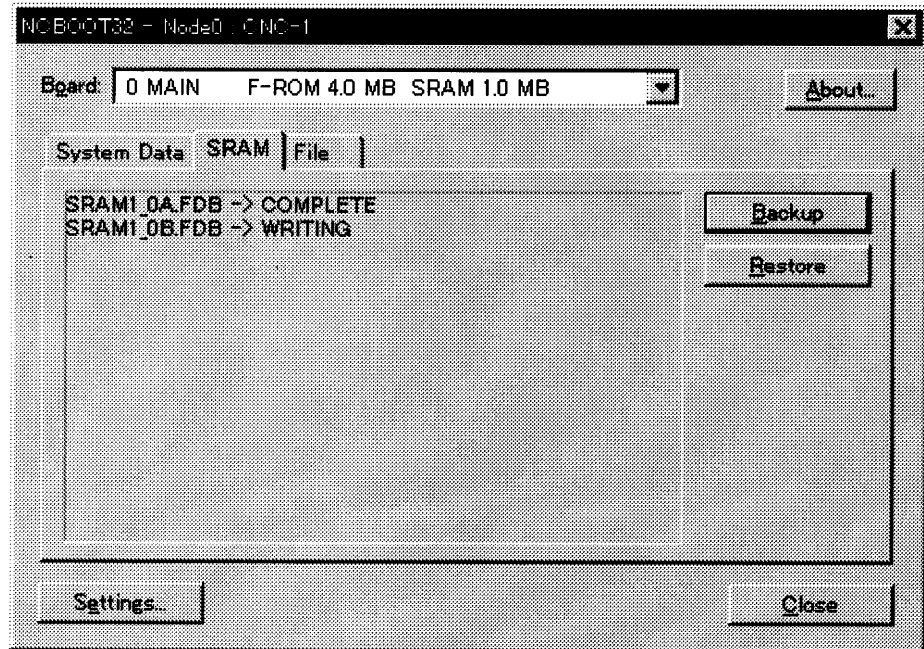 NCBOOT32 - Node0 : CNC-1
Board: 0 MAIN F-ROM 4.0 MB SRAM 1.0 MB
About...
System Data SRAM File
SRAM1_0A.FDB -> COMPLETE
SRAM1_0B.FDB -> WRITING
Backup
Restore
Settings...
Close